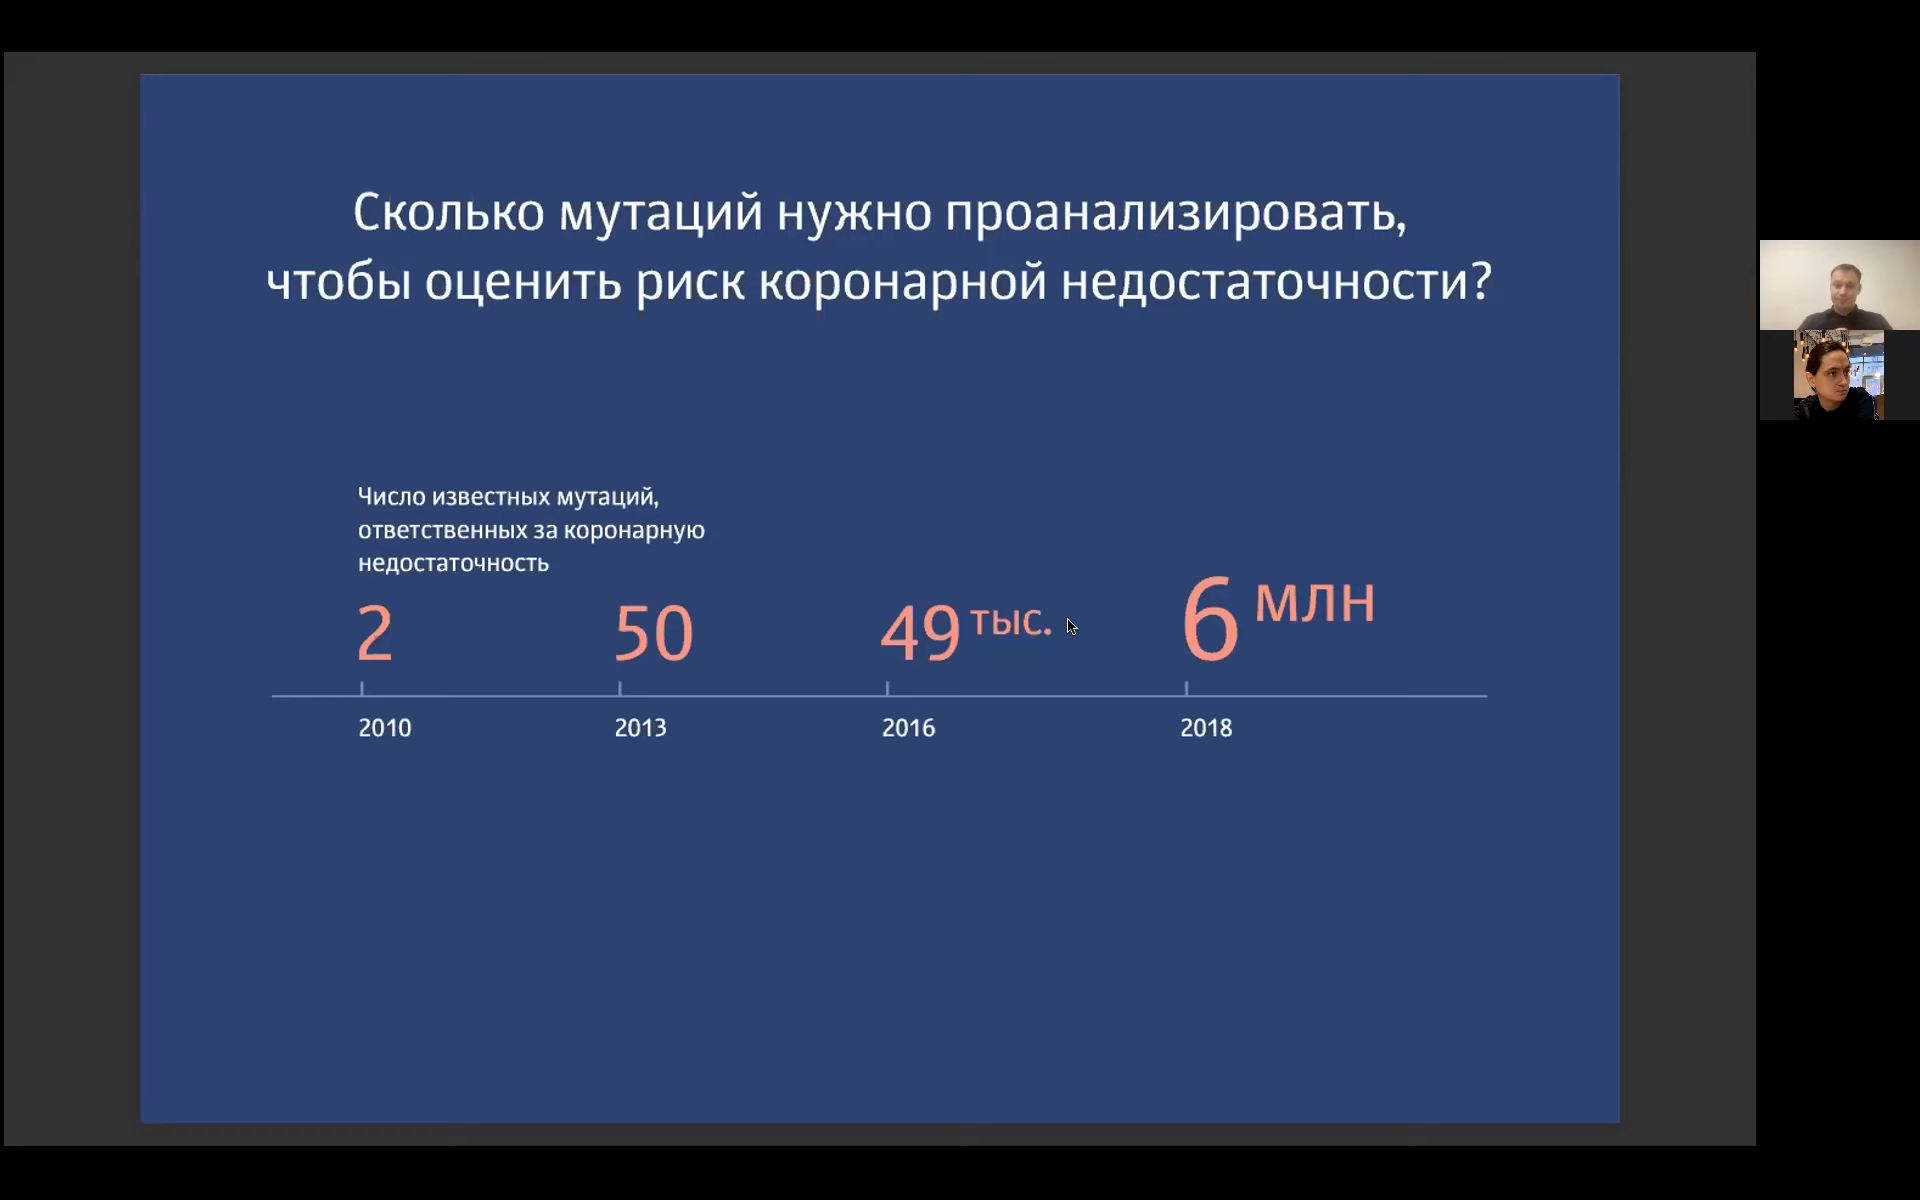 Сколько мутаций нужно проанализировать,
чтобы оценить риск коронарной недостаточности?
Число известных мутаций,
ответственных за коронарную
недостаточность
2 50 49 тыс. 6 млн
2010 2013 2016 2018